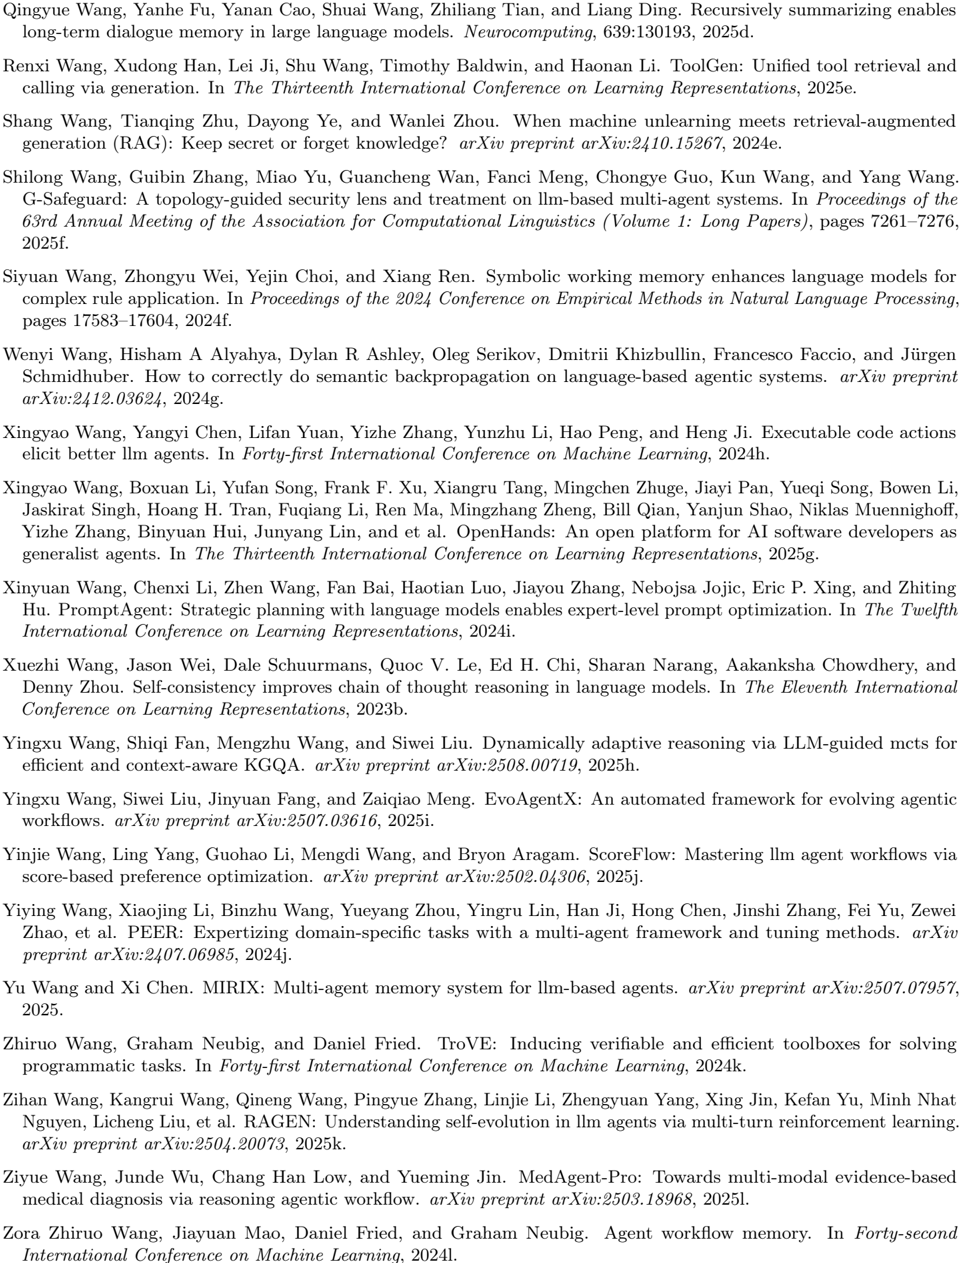 Qingyue Wang, Yanhe Fu, Yanan Cao, Shuai Wang, Zhiliang Tian, and Liang Ding. Recursively summarizing enables
long-term dialogue memory in large language models. Neurocomputing, 639:130193, 2025d.
Renxi Wang, Xudong Han, Lei Ji, Shu Wang, Timothy Baldwin, and Haonan Li. ToolGen: Unified tool retrieval and
calling via generation. In The Thirteenth International Conference on Learning Representations, 2025e.
Shang Wang, Tianqing Zhu, Dayong Ye, and Wanlei Zhou. When machine unlearning meets retrieval-augmented
generation (RAG): Keep secret or forget knowledge? arXiv preprint arXiv:2410.15267, 2024e.
Shilong Wang, Guibin Zhang, Miao Yu, Guancheng Wan, Fanci Meng, Chongye Guo, Kun Wang, and Yang Wang.
G-Safeguard: A topology-guided security lens and treatment on llm-based multi-agent systems. In Proceedings of the
63rd Annual Meeting of the Association for Computational Linguistics (Volume 1: Long Papers), pages 7261–7276,
2025f.
Siyuan Wang, Zhongyu Wei, Yejin Choi, and Xiang Ren. Symbolic working memory enhances language models for
complex rule application. In Proceedings of the 2024 Conference on Empirical Methods in Natural Language Processing,
pages 17583–17604, 2024f.
Wenyi Wang, Hisham A Alyahya, Dylan R Ashley, Oleg Serikov, Dmitrii Khizbullin, Francesco Faccio, and Jürgen
Schmidhuber. How to correctly do semantic backpropagation on language-based agentic systems. arXiv preprint
arXiv:2412.03624, 2024g.
Xingyao Wang, Yangyi Chen, Lifan Yuan, Yizhe Zhang, Yunzhu Li, Hao Peng, and Heng Ji. Executable code actions
elicit better llm agents. In Forty-first International Conference on Machine Learning, 2024h.
Xingyao Wang, Boxuan Li, Yufan Song, Frank F. Xu, Xiangru Tang, Mingchen Zhuge, Jiayi Pan, Yueqi Song, Bowen Li,
Jaskirat Singh, Hoang H. Tran, Fuqiang Li, Ren Ma, Mingzhang Zheng, Bill Qian, Yanjun Shao, Niklas Muennighoff,
Yizhe Zhang, Binyuan Hui, Junyang Lin, and et al. OpenHands: An open platform for AI software developers as
generalist agents. In The Thirteenth International Conference on Learning Representations, 2025g.
Xinyuan Wang, Chenxi Li, Zhen Wang, Fan Bai, Haotian Luo, Jiayou Zhang, Nebojsa Jojic, Eric P. Xing, and Zhiting
Hu. PromptAgent: Strategic planning with language models enables expert-level prompt optimization. In The Twelfth
International Conference on Learning Representations, 2024i.
Xuezhi Wang, Jason Wei, Dale Schuurmans, Quoc V. Le, Ed H. Chi, Sharan Narang, Aakanksha Chowdhery, and
Denny Zhou. Self-consistency improves chain of thought reasoning in language models. In The Eleventh International
Conference on Learning Representations, 2023b.
Yingxu Wang, Shiqi Fan, Mengzhu Wang, and Siwei Liu. Dynamically adaptive reasoning via LLM-guided mcts for
efficient and context-aware KGQA. arXiv preprint arXiv:2508.00719, 2025h.
Yingxu Wang, Siwei Liu, Jinyuan Fang, and Zaiqiao Meng. EvoAgentX: An automated framework for evolving agentic
workflows. arXiv preprint arXiv:2507.03616, 2025i.
Yinjie Wang, Ling Yang, Guohao Li, Mengdi Wang, and Bryon Aragam. ScoreFlow: Mastering llm agent workflows via
score-based preference optimization. arXiv preprint arXiv:2502.04306, 2025j.
Yiying Wang, Xiaojing Li, Binzhu Wang, Yueyang Zhou, Yingru Lin, Han Ji, Hong Chen, Jinshi Zhang, Fei Yu, Zewei
Zhao, et al. PEER: Expertizing domain-specific tasks with a multi-agent framework and tuning methods. arXiv
preprint arXiv:2407.06985, 2024j.
Yu Wang and Xi Chen. MIRIX: Multi-agent memory system for llm-based agents. arXiv preprint arXiv:2507.07957,
2025.
Zhiruo Wang, Graham Neubig, and Daniel Fried. TroVE: Inducing verifiable and efficient toolboxes for solving
programmatic tasks. In Forty-first International Conference on Machine Learning, 2024k.
Zihan Wang, Kangrui Wang, Qineng Wang, Pingyue Zhang, Linjie Li, Zhengyuan Yang, Xing Jin, Kefan Yu, Minh Nhat
Nguyen, Licheng Liu, et al. RAGEN: Understanding self-evolution in llm agents via multi-turn reinforcement learning.
arXiv preprint arXiv:2504.20073, 2025k.
Ziyue Wang, Junde Wu, Chang Han Low, and Yueming Jin. MedAgent-Pro: Towards multi-modal evidence-based
medical diagnosis via reasoning agentic workflow. arXiv preprint arXiv:2503.18968, 2025l.
Zora Zhiruo Wang, Jiayuan Mao, Daniel Fried, and Graham Neubig. Agent workflow memory. In Forty-second
International Conference on Machine Learning, 2024l.